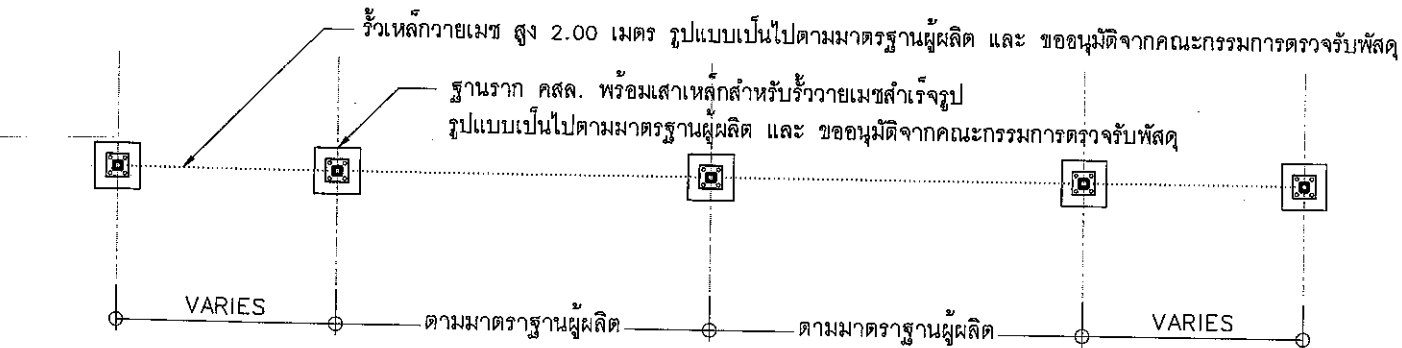 รั้วเหล็กวายเมช สูง 2.00 เมตร รูปแบบเป็นไปตามมาตรฐานผู้ผลิต และ ขออนุมัติจากคณะกรรมการตรวจรับพัสดุ
ฐานราก คสล. พร้อมเสาเหล็กสำหรับรั้ววายเมชสำเร็จรูป
รูปแบบเป็นไปตามมาตรฐานผู้ผลิต และ ขออนุมัติจากคณะกรรมการตรวจรับพัสดุ
VARIES ตามมาตราฐานผู้ผลิต ตามมาตราฐานผู้ผลิต VARIES